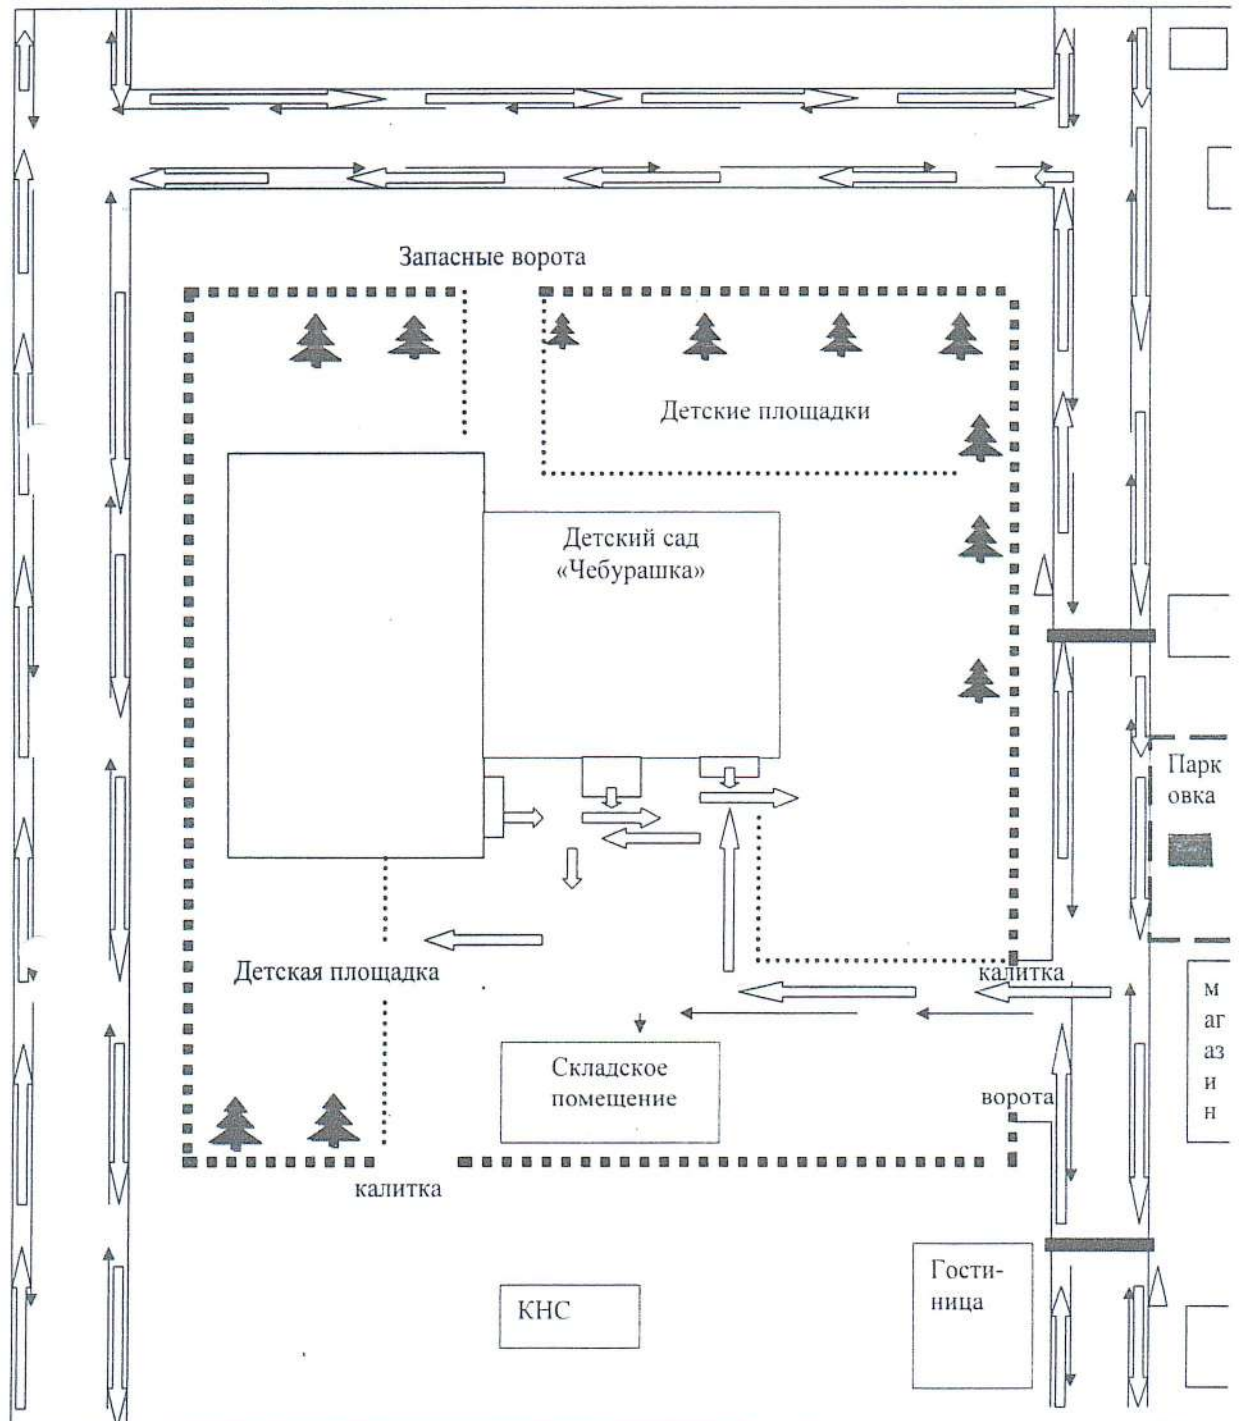 Запасные ворота
Детские площадки
Детский сад
«Чебурашка»
Парк
овка
Детская площадка
калитка
м
аг
аз
и
н
Складское
помещение
ворота
калитка
Гости-
ница
КНС